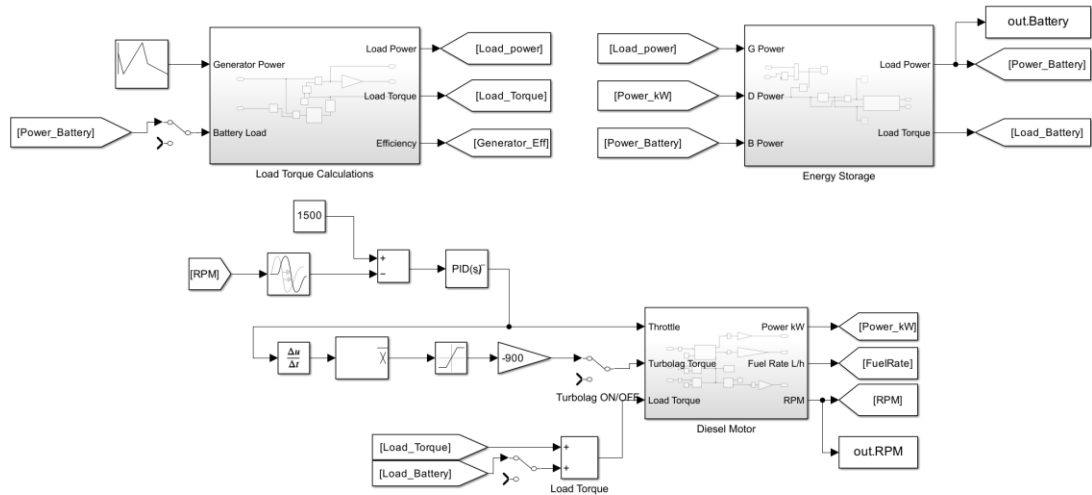 Generator Power
Battery Load
Load Power
Load Torque
Efficiency
[Power_Battery]
[Load_power]
[Load_Torque]
[Generator_Eff]
Load Torque Calculations
[Load_power]
[Power_kW]
[Power_Battery]
G Power
D Power
B Power
Load Power
Load Torque
out.Battery
[Power_Battery]
[Load_Battery]
Energy Storage
1500
[RPM]
+
−
PID(s)
Δu
Δt
X
-900
Turbolag ON/OFF
Throttle
Turbolag Torque
Load Torque
Power kW
Fuel Rate L/h
RPM
[Power_kW]
[FuelRate]
[RPM]
out.RPM
Diesel Motor
[Load_Torque]
[Load_Battery]
+
+
Load Torque